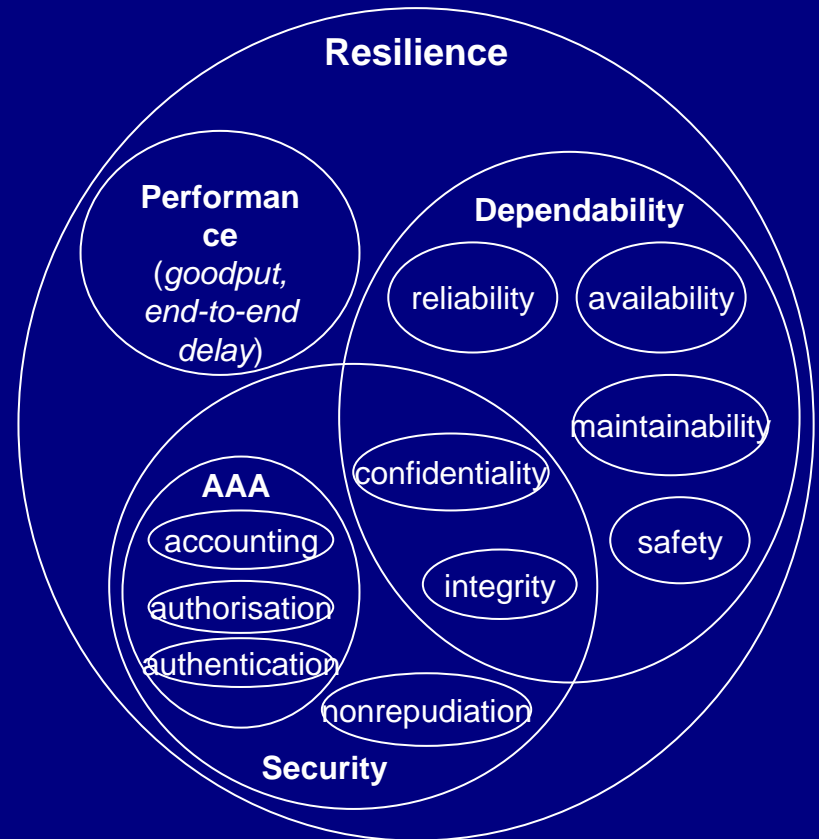 Resilience
Performan
ce
(goodput,
end-to-end
delay)
Dependability
reliability
availability
maintainability
confidentiality
safety
integrity
AAA
accounting
authorisation
authentication
nonrepudiation
Security